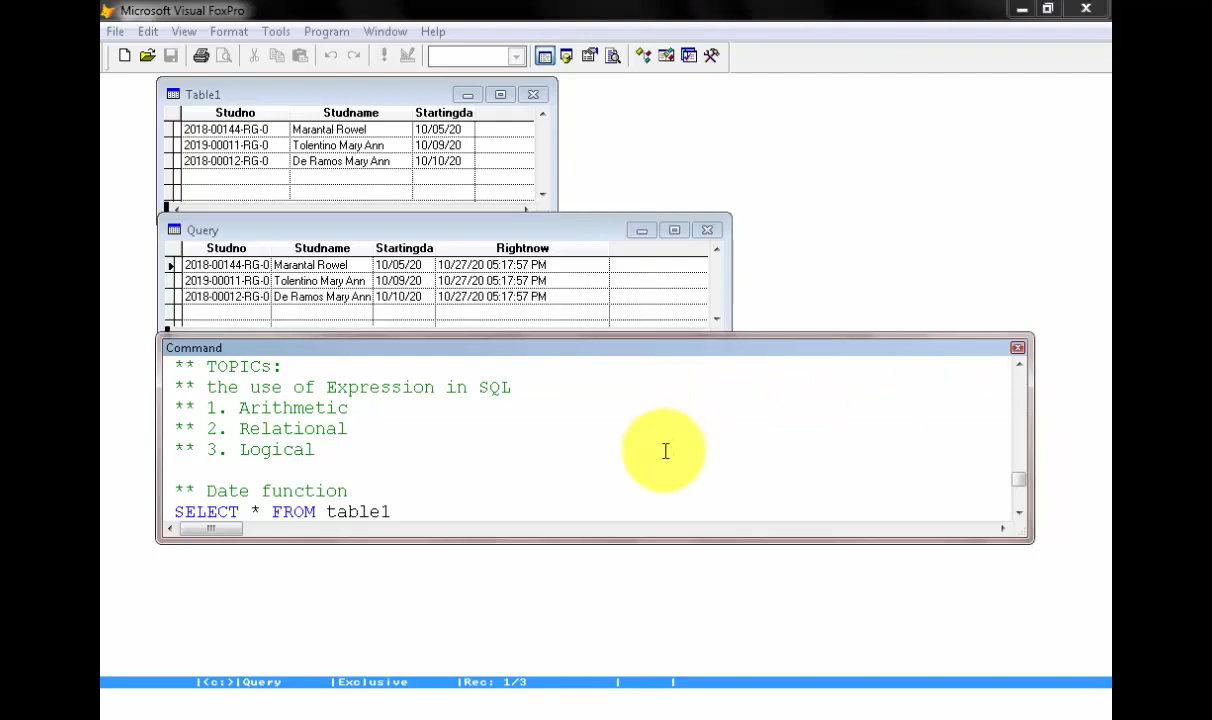 Microsoft Visual FoxPro
File Edit View Format Tools Program Window Help
Table1
Studno Studname Startingda
2018-00144-RG-0 Marantal Rowel 10/05/20
2019-00011-RG-0 Tolentino Mary Ann 10/09/20
2018-00012-RG-0 De Ramos Mary Ann 10/10/20
Query
Studno Studname Startingda Rightnow
2018-00144-RG-0 Marantal Rowel 10/05/20 10/27/20 05:17:57 PM
2019-00011-RG-0 Tolentino Mary Ann 10/09/20 10/27/20 05:17:57 PM
2018-00012-RG-0 De Ramos Mary Ann 10/10/20 10/27/20 05:17:57 PM
Command
** TOPICs:
** the use of Expression in SQL
** 1. Arithmetic
** 2. Relational
** 3. Logical
** Date function
SELECT * FROM table1
|<c:>|Query |Exclusive |Rec: 1/3 | |